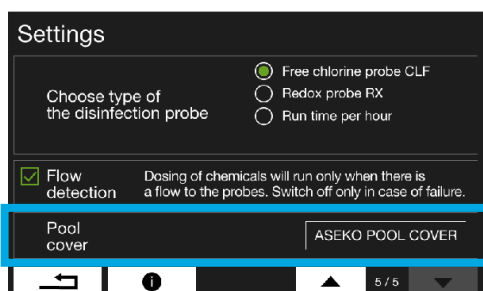 Settings
Choose type of
the disinfection probe
Free chlorine probe CLF
Redox probe RX
Run time per hour
Flow
detection
Dosing of chemicals will run only when there is
a flow to the probes. Switch off only in case of failure.
Pool
cover
ASEKO POOL COVER
i
5/5